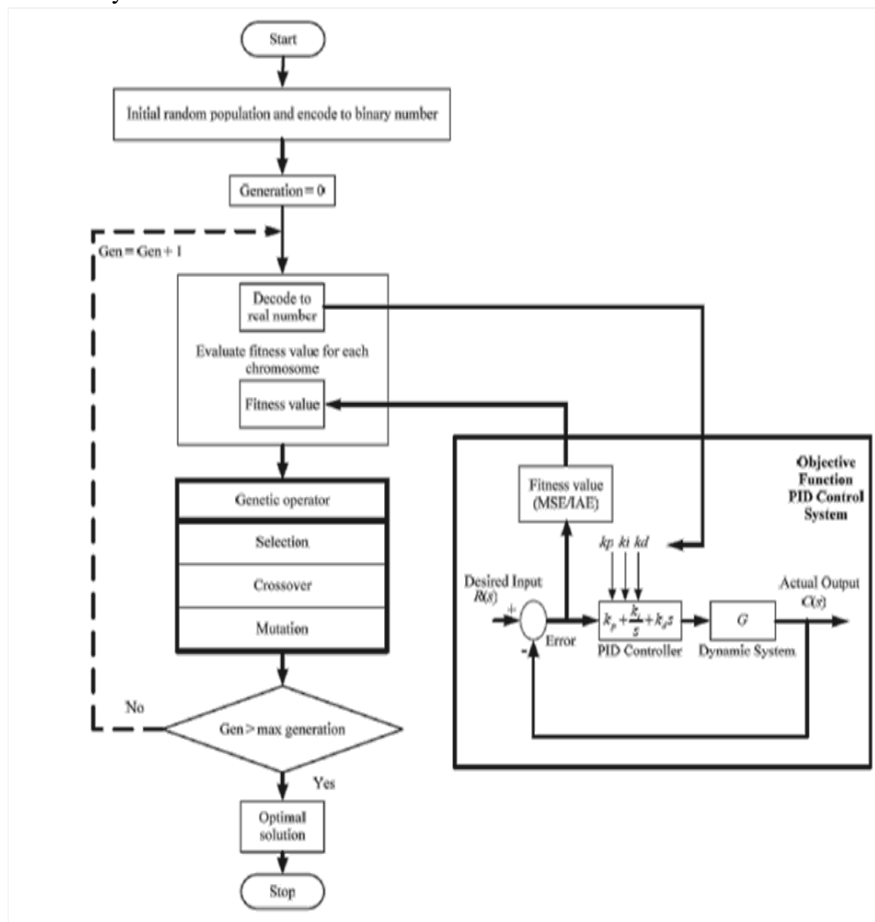 Start
Initial random population and encode to binary number
Generation = 0
Gen = Gen + 1
Decode to
real number
Evaluate fitness value for each
chromosome
Fitness value
Genetic operator
Selection
Crossover
Mutation
No
Gen > max generation
Yes
Optimal
solution
Stop
Objective
Function
PID Control
System
Fitness value
(MSE/IAE)
kp ki kd
Desired Input
R(s)
+
-
Error
kₚ + kᵢ/s + k_d s
PID Controller
G
Dynamic System
Actual Output
C(s)